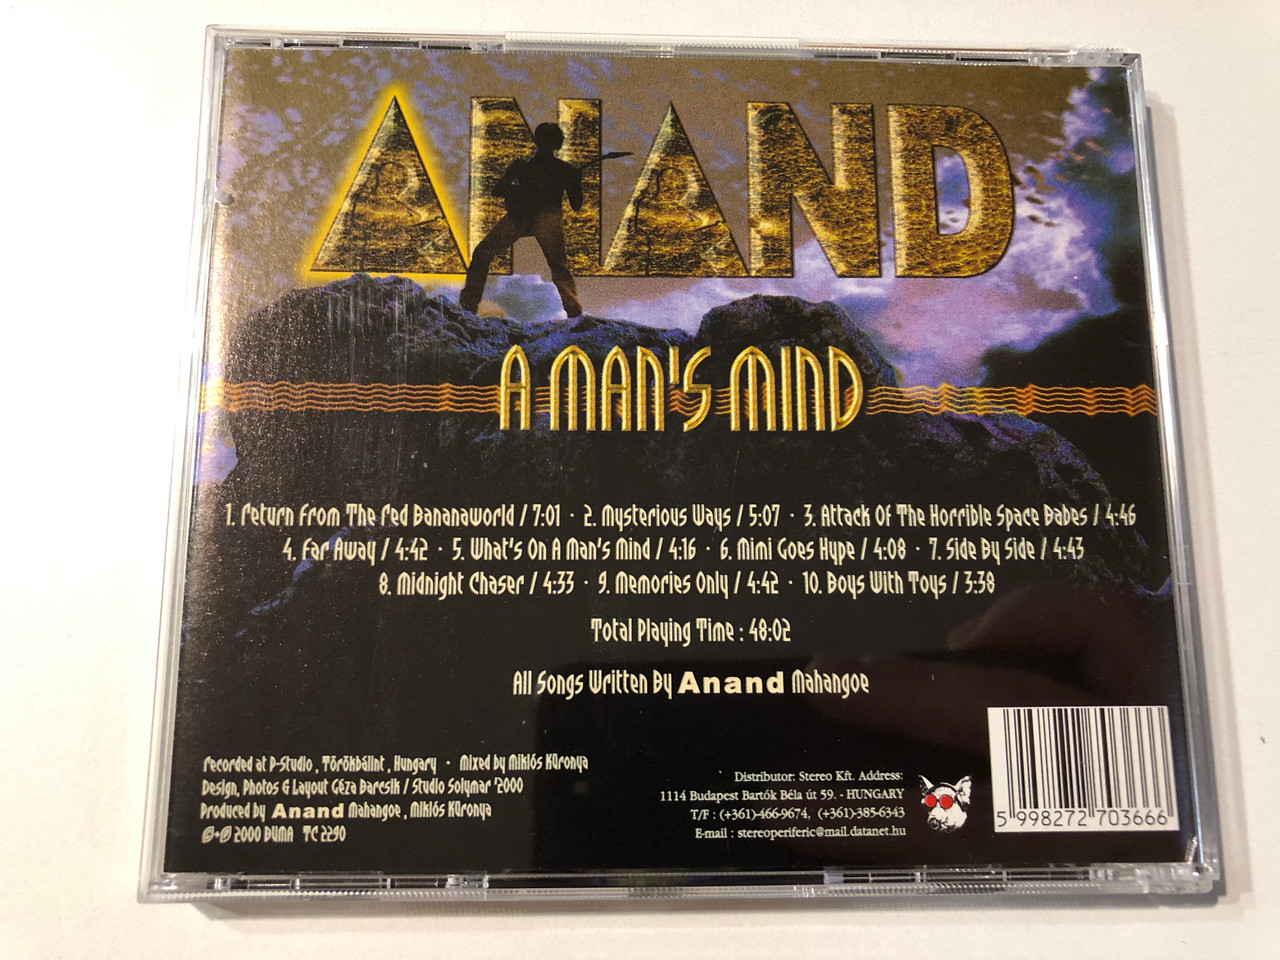 ANAND
A MAN'S MIND
1. Return From The Red Bananaworld / 7:01 · 2. Mysterious Ways / 5:07 · 3. Attack Of The Horrible Space Babes / 4:46
4. Far Away / 4:42 · 5. What's On A Man's Mind / 4:16 · 6. Mimi Goes Hype / 4:08 · 7. Side By Side / 4:43
8. Midnight Chaser / 4:33 · 9. Memories Only / 4:42 · 10. Boys With Toys / 3:38
Total Playing Time : 48:02
All Songs Written By Anand Mahangoe
Recorded at P-Studio, Törökbálint, Hungary · Mixed by Miklós Küronya
Design, Photos & Layout Géza Barcsik / Studio Solymar '2000
Produced by Anand Mahangoe, Miklós Küronya
©+℗ 2000 PUMA TC 2290
Distributor: Stereo Kft. Address:
1114 Budapest Bartók Béla út 59. - HUNGARY
T/F : (+361)-466-9674, (+361)-385-6343
E-mail : stereoperiferic@mail.datanet.hu
5 998272 703666